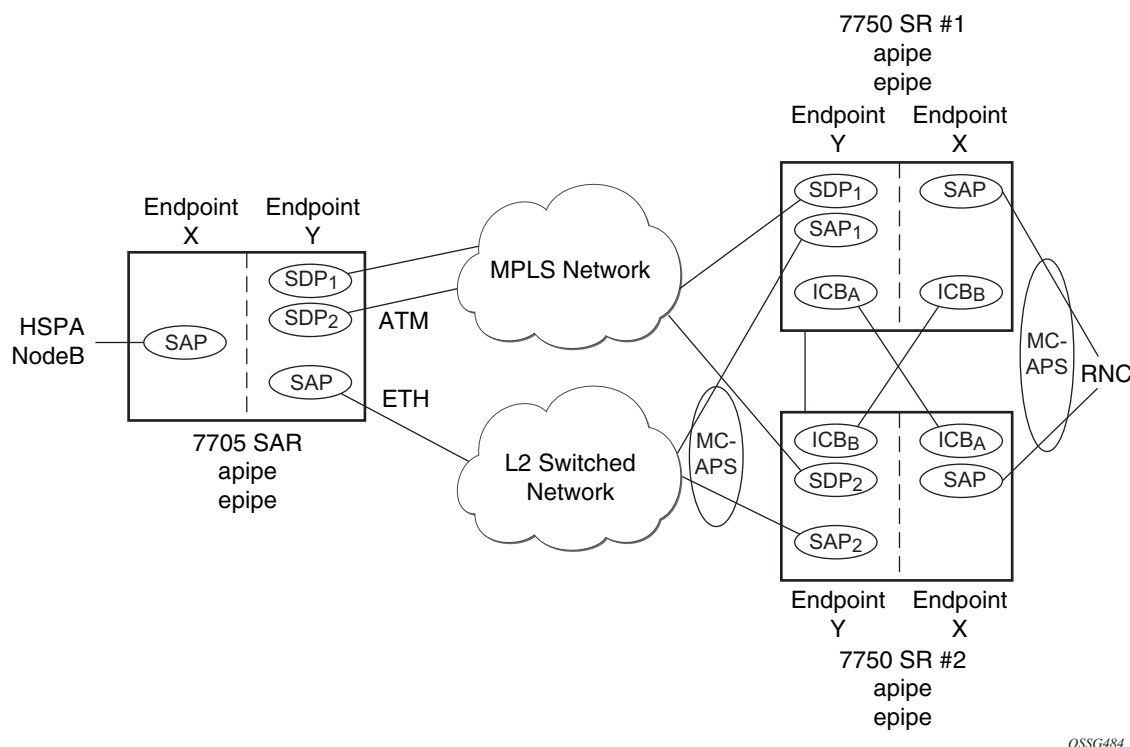 7750 SR #1
apipe
epipe
Endpoint Y
Endpoint X
SDP1
SAP
SAP1
ICBA
ICBB
Endpoint X
Endpoint Y
SDP1
SDP2
SAP
SAP
HSPA
NodeB
ATM
ETH
7705 SAR
apipe
epipe
MPLS Network
L2 Switched
Network
MC-
APS
MC-
APS
RNC
ICBB
ICBA
SDP2
SAP
SAP2
Endpoint Y
Endpoint X
7750 SR #2
apipe
epipe
OSSG484